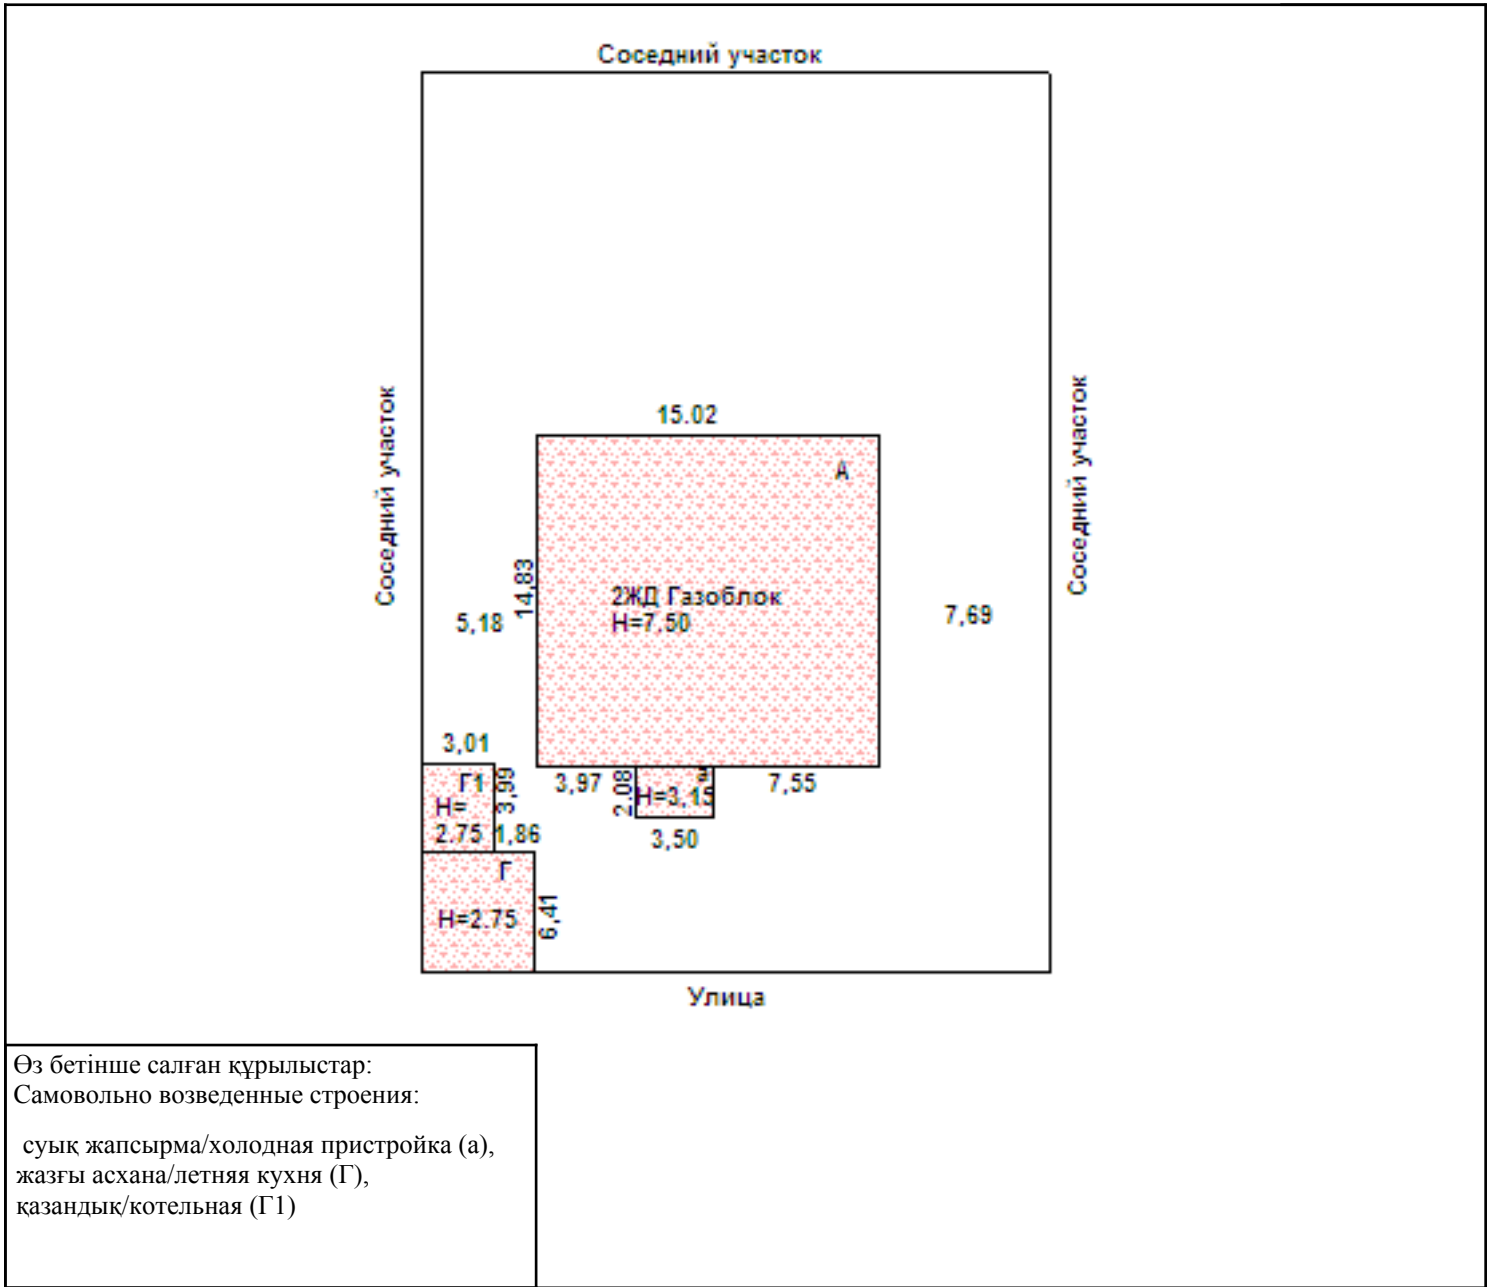 Соседний участок
Соседний участок
Соседний участок
15.02
А
14,83
2ЖД Газоблок
Н=7,50
5,18
7,69
3,01
Г1
Н=
2.75
3,99
1,86
3,97
2.08
а
Н=3,15
7,55
3,50
Г
Н=2.75
6,41
Улица
Өз бетінше салған құрылыстар:
Самовольно возведенные строения:
суық жапсырма/холодная пристройка (а),
жазғы асхана/летняя кухня (Г),
қазандық/котельная (Г1)